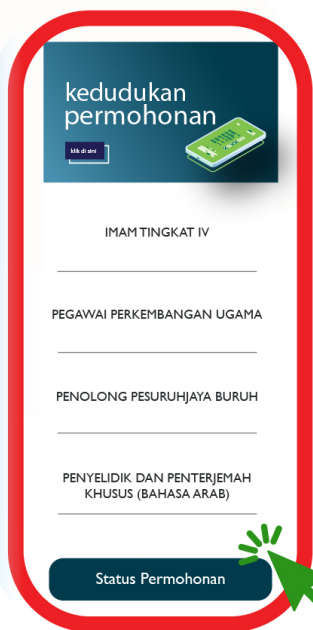 kedudukan
permohonan
klik di sini
IMAM TINGKAT IV
PEGAWAI PERKEMBANGAN UGAMA
PENOLONG PESURUHJAYA BURUH
PENYELIDIK DAN PENTERJEMAH
KHUSUS (BAHASA ARAB)
Status Permohonan